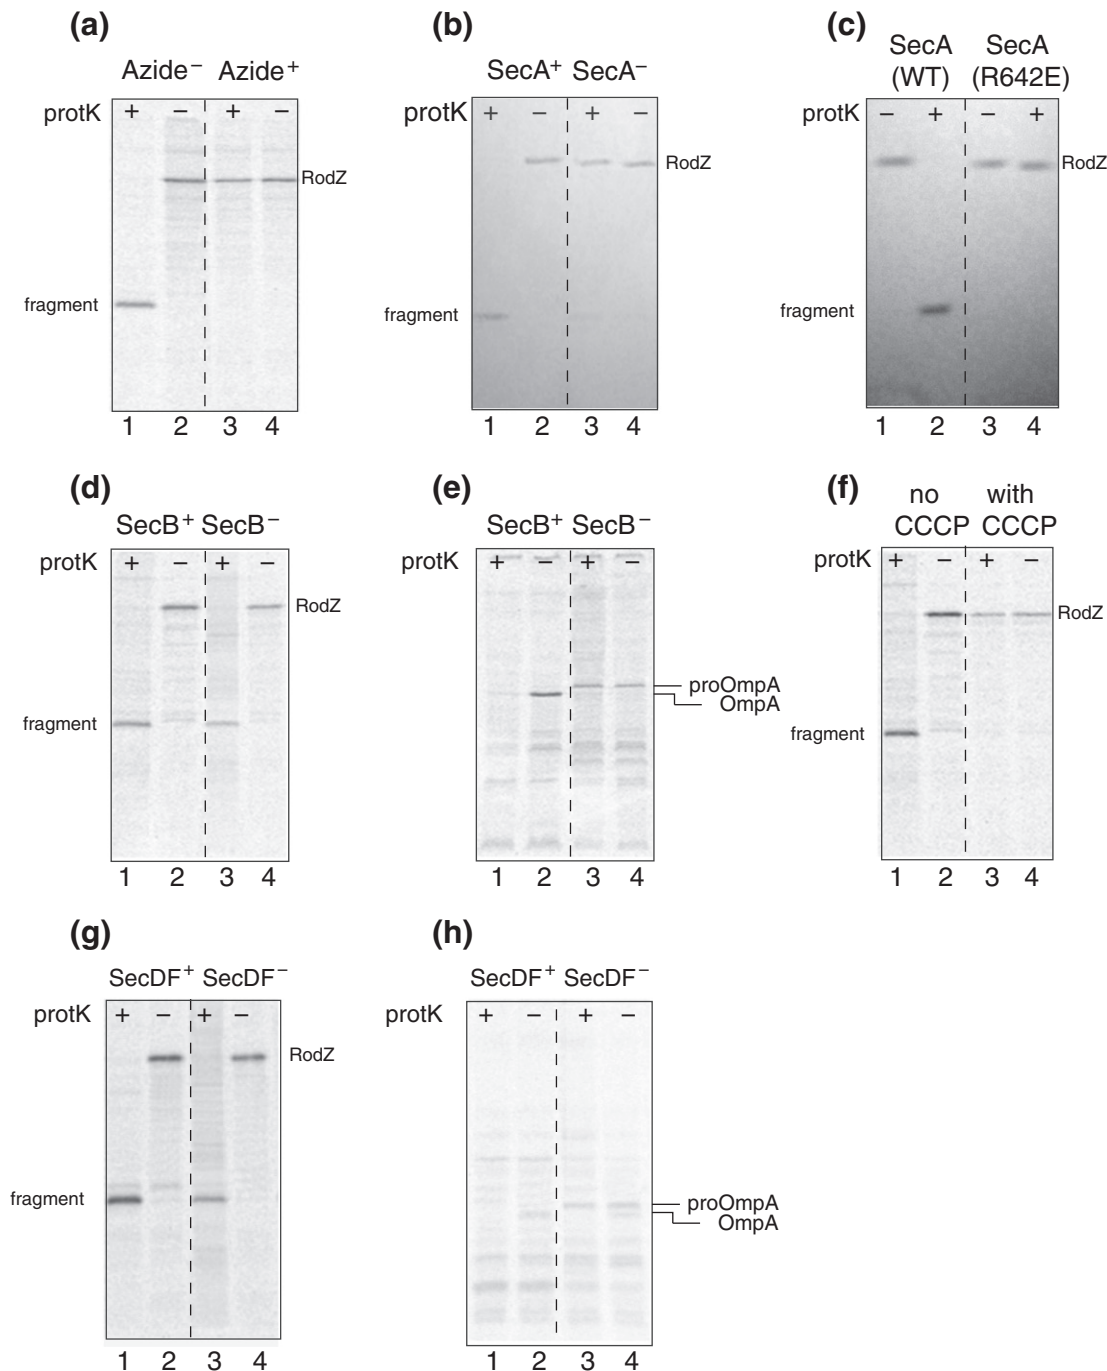 (a)
Azide− Azide+
protK + − + −
RodZ
fragment
1 2 3 4
(b)
SecA+ SecA−
protK + − + −
RodZ
fragment
1 2 3 4
(c)
SecA SecA
(WT) (R642E)
protK − + − +
RodZ
fragment
1 2 3 4
(d)
SecB+ SecB−
protK + − + −
RodZ
fragment
1 2 3 4
(e)
SecB+ SecB−
protK + − + −
proOmpA
OmpA
1 2 3 4
(f)
no with
CCCP CCCP
protK + − + −
RodZ
fragment
1 2 3 4
(g)
SecDF+ SecDF−
protK + − + −
RodZ
fragment
1 2 3 4
(h)
SecDF+ SecDF−
protK + − + −
proOmpA
OmpA
1 2 3 4